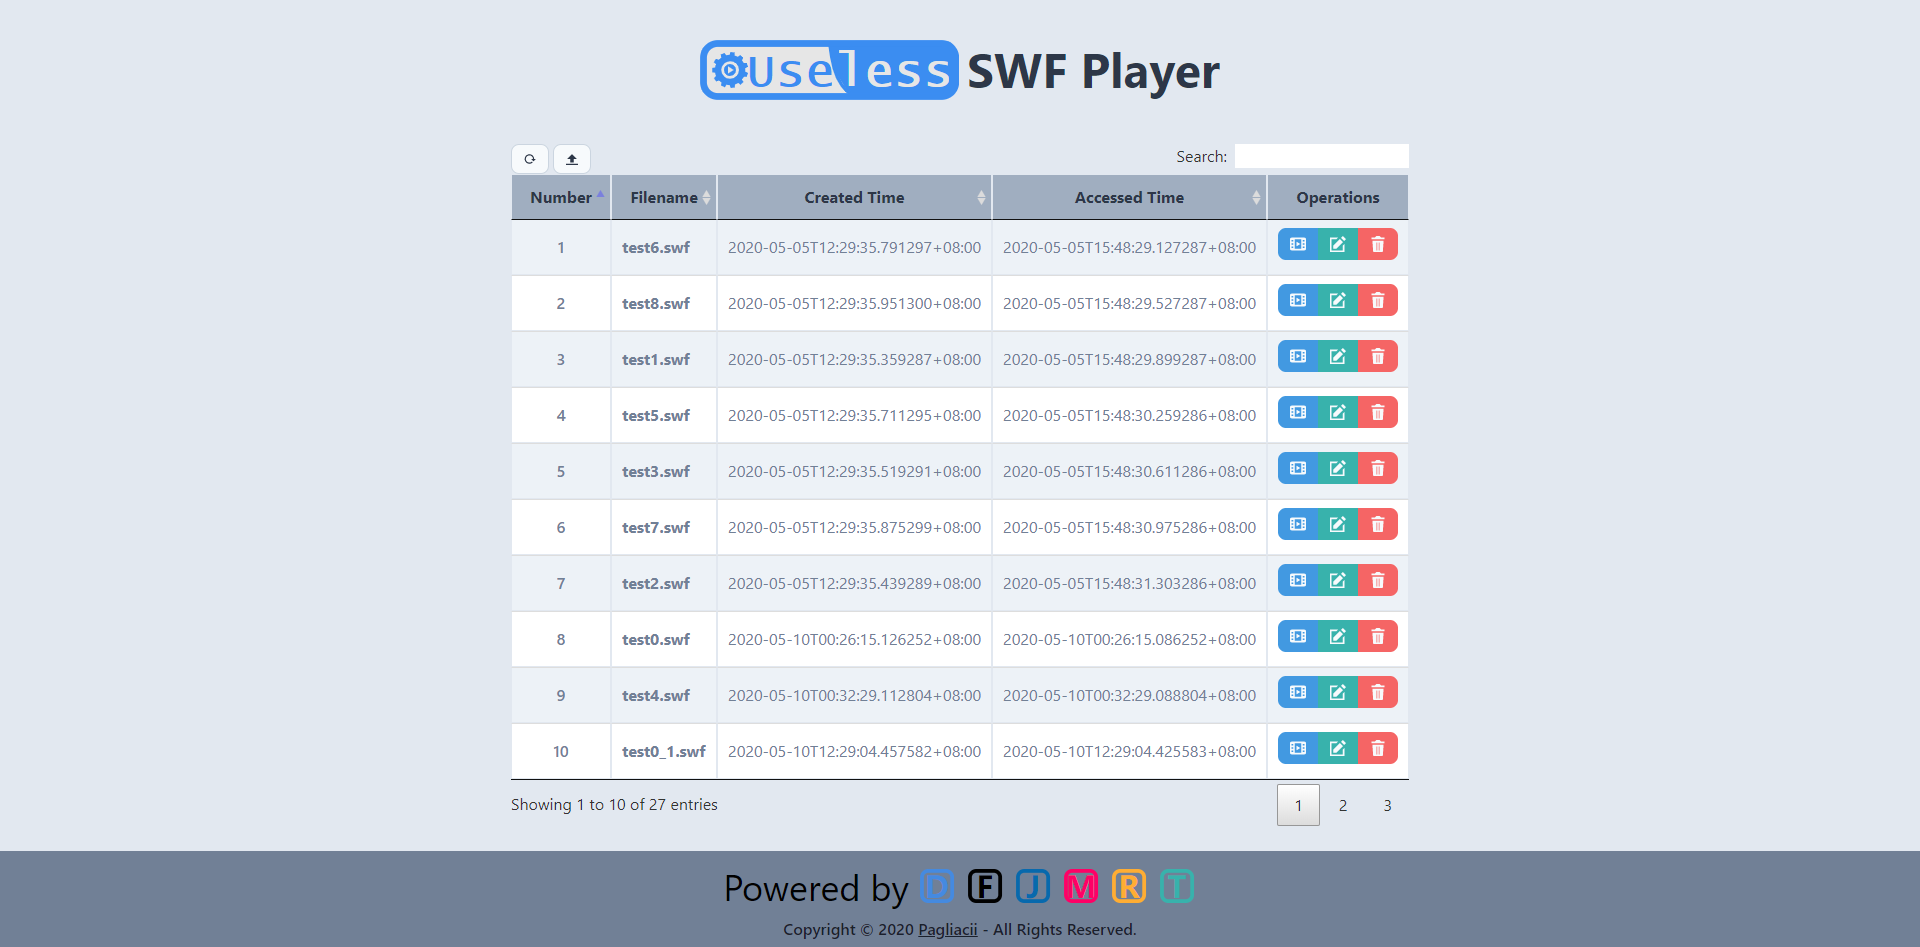 Useless SWF Player
Search:
Number Filename Created Time Accessed Time Operations
1 test6.swf 2020-05-05T12:29:35.791297+08:00 2020-05-05T15:48:29.127287+08:00
2 test8.swf 2020-05-05T12:29:35.951300+08:00 2020-05-05T15:48:29.527287+08:00
3 test1.swf 2020-05-05T12:29:35.359287+08:00 2020-05-05T15:48:29.899287+08:00
4 test5.swf 2020-05-05T12:29:35.711295+08:00 2020-05-05T15:48:30.259286+08:00
5 test3.swf 2020-05-05T12:29:35.519291+08:00 2020-05-05T15:48:30.611286+08:00
6 test7.swf 2020-05-05T12:29:35.875299+08:00 2020-05-05T15:48:30.975286+08:00
7 test2.swf 2020-05-05T12:29:35.439289+08:00 2020-05-05T15:48:31.303286+08:00
8 test0.swf 2020-05-10T00:26:15.126252+08:00 2020-05-10T00:26:15.086252+08:00
9 test4.swf 2020-05-10T00:32:29.112804+08:00 2020-05-10T00:32:29.088804+08:00
10 test0_1.swf 2020-05-10T12:29:04.457582+08:00 2020-05-10T12:29:04.425583+08:00
Showing 1 to 10 of 27 entries 1 2 3
Powered by D F J M R T
Copyright © 2020 Pagliacii - All Rights Reserved.